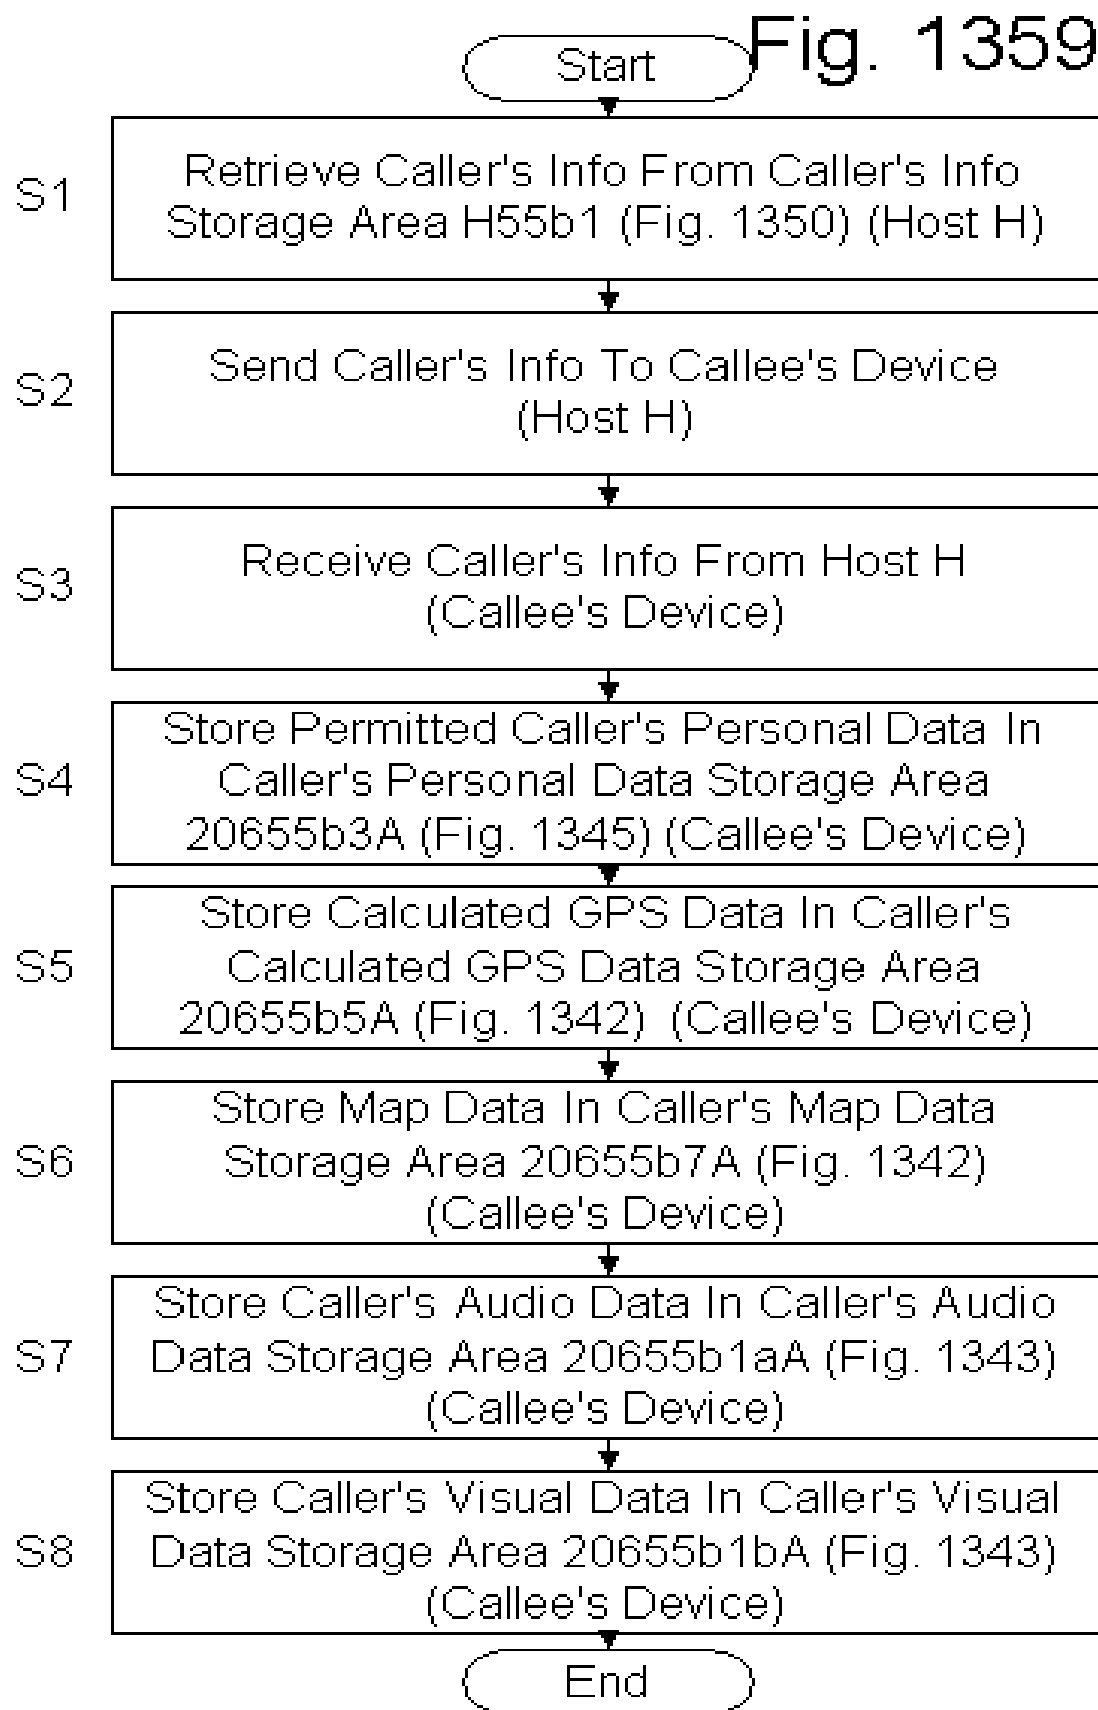 Fig. 1359
Start
S1
Retrieve Caller's Info From Caller's Info
Storage Area H55b1 (Fig. 1350) (Host H)
S2
Send Caller's Info To Callee's Device
(Host H)
S3
Receive Caller's Info From Host H
(Callee's Device)
S4
Store Permitted Caller's Personal Data In
Caller's Personal Data Storage Area
20655b3A (Fig. 1345) (Callee's Device)
S5
Store Calculated GPS Data In Caller's
Calculated GPS Data Storage Area
20655b5A (Fig. 1342) (Callee's Device)
S6
Store Map Data In Caller's Map Data
Storage Area 20655b7A (Fig. 1342)
(Callee's Device)
S7
Store Caller's Audio Data In Caller's Audio
Data Storage Area 20655b1aA (Fig. 1343)
(Callee's Device)
S8
Store Caller's Visual Data In Caller's Visual
Data Storage Area 20655b1bA (Fig. 1343)
(Callee's Device)
End